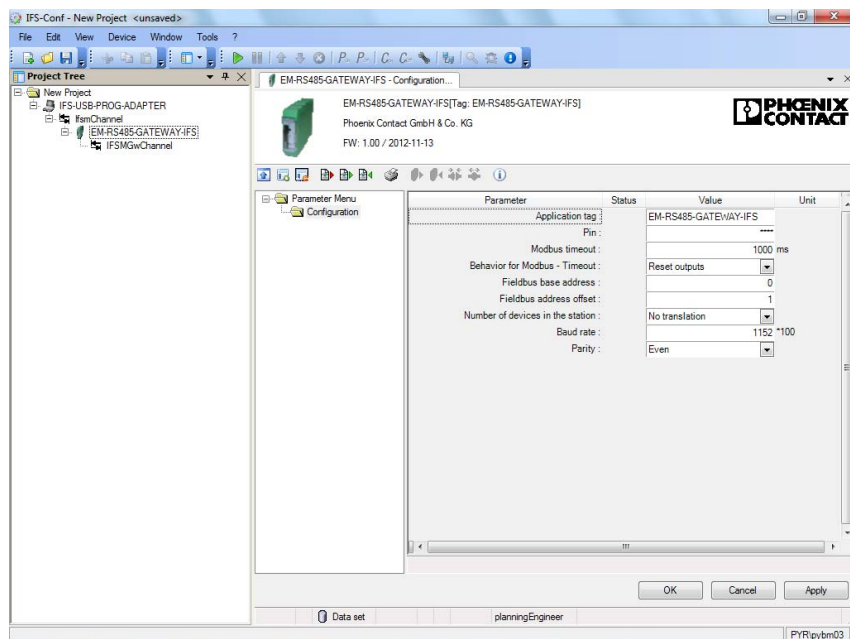 IFS-Conf - New Project <unsaved>
File Edit View Device Window Tools ?
Project Tree
New Project
IFS-USB-PROG-ADAPTER
IfsmChannel
EM-RS485-GATEWAY-IFS
IFSMGwChannel
EM-RS485-GATEWAY-IFS - Configuration...
EM-RS485-GATEWAY-IFS[Tag: EM-RS485-GATEWAY-IFS]
Phoenix Contact GmbH & Co. KG
FW: 1.00 / 2012-11-13
PHŒNIX
CONTACT
Parameter Menu
Configuration
Parameter Status Value Unit
Application tag : EM-RS485-GATEWAY-IFS
Pin : ****
Modbus timeout : 1000 ms
Behavior for Modbus - Timeout : Reset outputs
Fieldbus base address : 0
Fieldbus address offset : 1
Number of devices in the station : No translation
Baud rate : 1152 *100
Parity : Even
OK Cancel Apply
Data set planningEngineer
PYR\pybm03